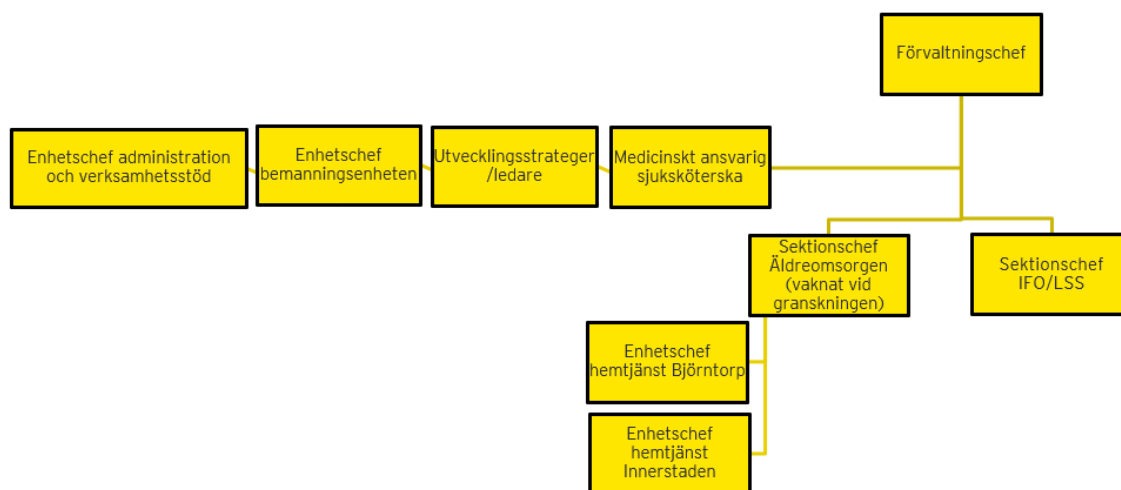 Förvaltningschef
Enhetschef administration
och verksamhetsstöd
Enhetschef
bemanningsenheten
Utvecklingsstrateger
/ledare
Medicinskt ansvarig
sjuksköterska
Sektionschef
Äldreomsorgen
(vaknat vid
granskningen)
Sektionschef
IFO/LSS
Enhetschef
hemtjänst Björntorp
Enhetschef
hemtjänst
Innerstaden